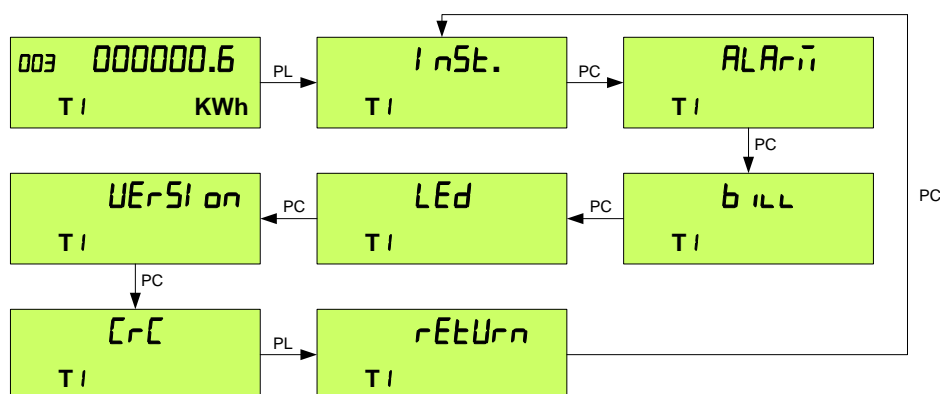 003 000000.6
T1 KWh
PL
InSt.
T1
PC
ALArm
T1
PC
bill
T1
PC
LEd
T1
PC
VErSIon
T1
PC
CrC
T1
PL
rEtUrn
T1
PC